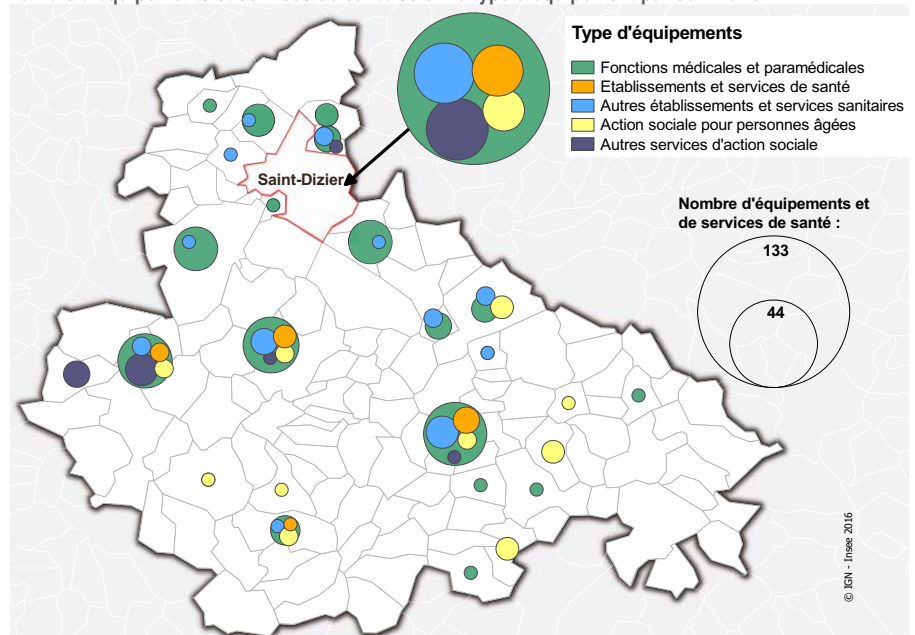 Type d'équipements
Fonctions médicales et paramédicales
Etablissements et services de santé
Autres établissements et services sanitaires
Action sociale pour personnes âgées
Autres services d'action sociale
Saint-Dizier
Nombre d'équipements et
de services de santé :
133
44
© IGN - Insee 2016